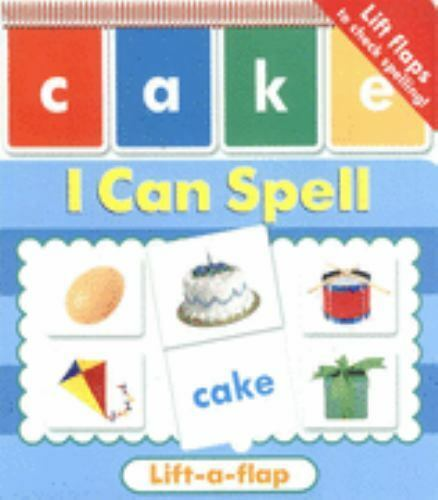 c a k e
Lift flaps
to check spelling!
I Can Spell
cake
Lift-a-flap